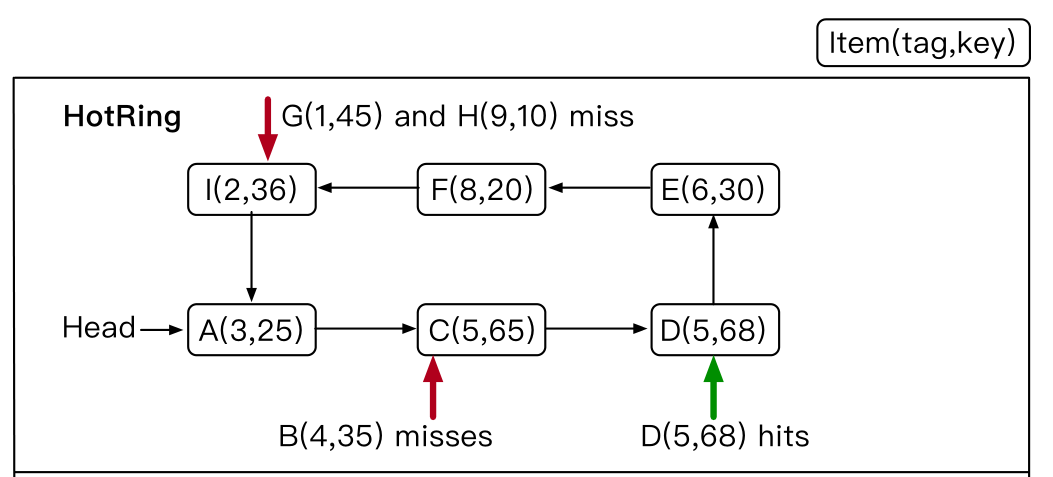 Item(tag,key)
HotRing
G(1,45) and H(9,10) miss
I(2,36)
F(8,20)
E(6,30)
Head
A(3,25)
C(5,65)
D(5,68)
B(4,35) misses
D(5,68) hits